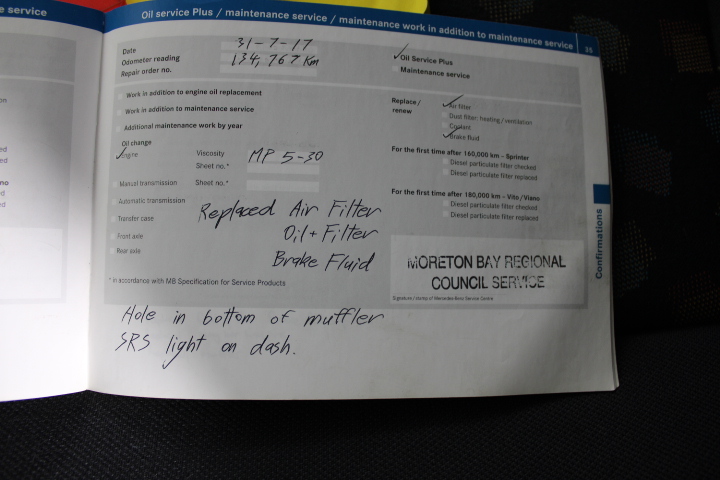 e service
Oil service Plus / maintenance service / maintenance work in addition to maintenance service 25
Date 31-7-17
Odometer reading 134,767 Km
Repair order no.
Oil Service Plus
Maintenance service
Work in addition to engine oil replacement
Work in addition to maintenance service
Additional maintenance work by year
Oil change
Engine Viscosity MP 5-30
Sheet no.*
Manual transmission Sheet no.*
Automatic transmission
Transfer case
Front axle
Rear axle
Replaced Air Filter
Oil + Filter
Brake Fluid
* In accordance with MB Specification for Service Products
Replace / renew
Air filter
Dust filter; heating / ventilation
Coolant
Brake fluid
For the first time after 160,000 km - Sprinter
Diesel particulate filter checked
Diesel particulate filter replaced
For the first time after 180,000 km - Vito / Viano
Diesel particulate filter checked
Diesel particulate filter replaced
MORETON BAY REGIONAL
COUNCIL SERVICE
Signature / stamp of Mercedes-Benz Service Centre
Confirmations
Hole in bottom of muffler
SRS light on dash.